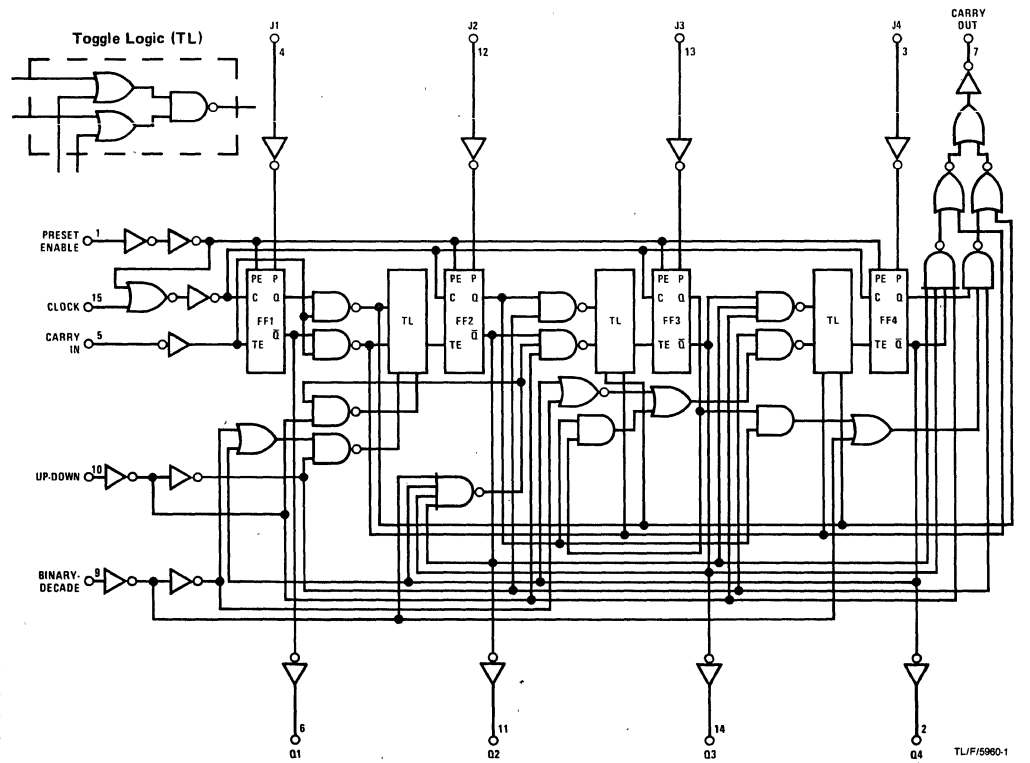 J1
4
J2
12
J3
13
J4
3
CARRY
OUT
7
Toggle Logic (TL)
PRESET
ENABLE
1
CLOCK
15
CARRY
IN
5
PE P
C Q
FF1
TE Q̅
TL
PE P
C Q
FF2
TE Q̅
TL
PE P
C Q
FF3
TE Q̅
TL
PE P
C Q
FF4
TE Q̅
UP-DOWN
10
BINARY-
DECADE
9
6
Q1
11
Q2
14
Q3
2
Q4
TL/F/5960-1